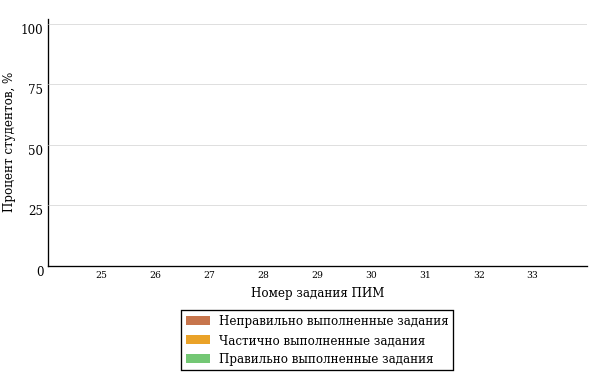 100
75
50
25
0
Процент студентов, %
25 26 27 28 29 30 31 32 33
Номер задания ПИМ
Неправильно выполненные задания
Частично выполненные задания
Правильно выполненные задания